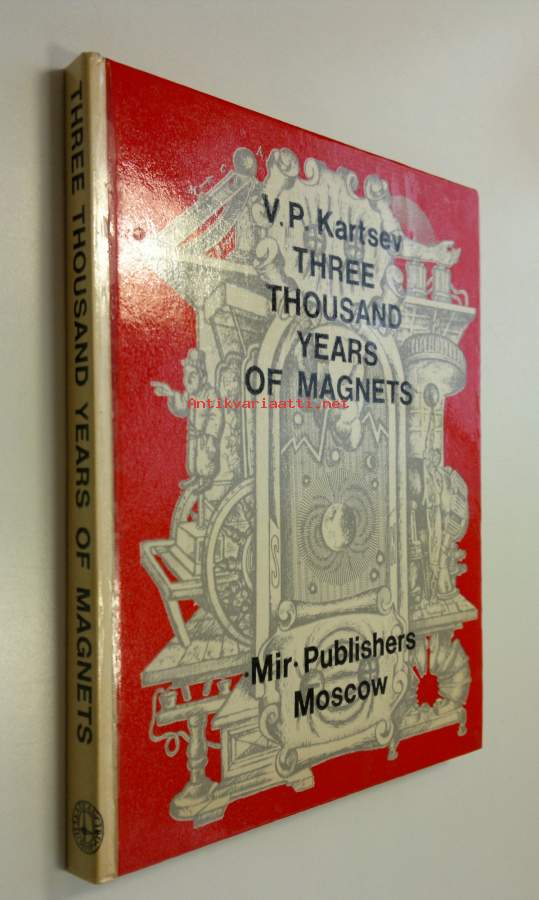 THREE THOUSAND YEARS OF MAGNETS
V.P. Kartsev
THREE
THOUSAND
YEARS
OF MAGNETS
Antikvariaatti.net
·Mir· Publishers
Moscow